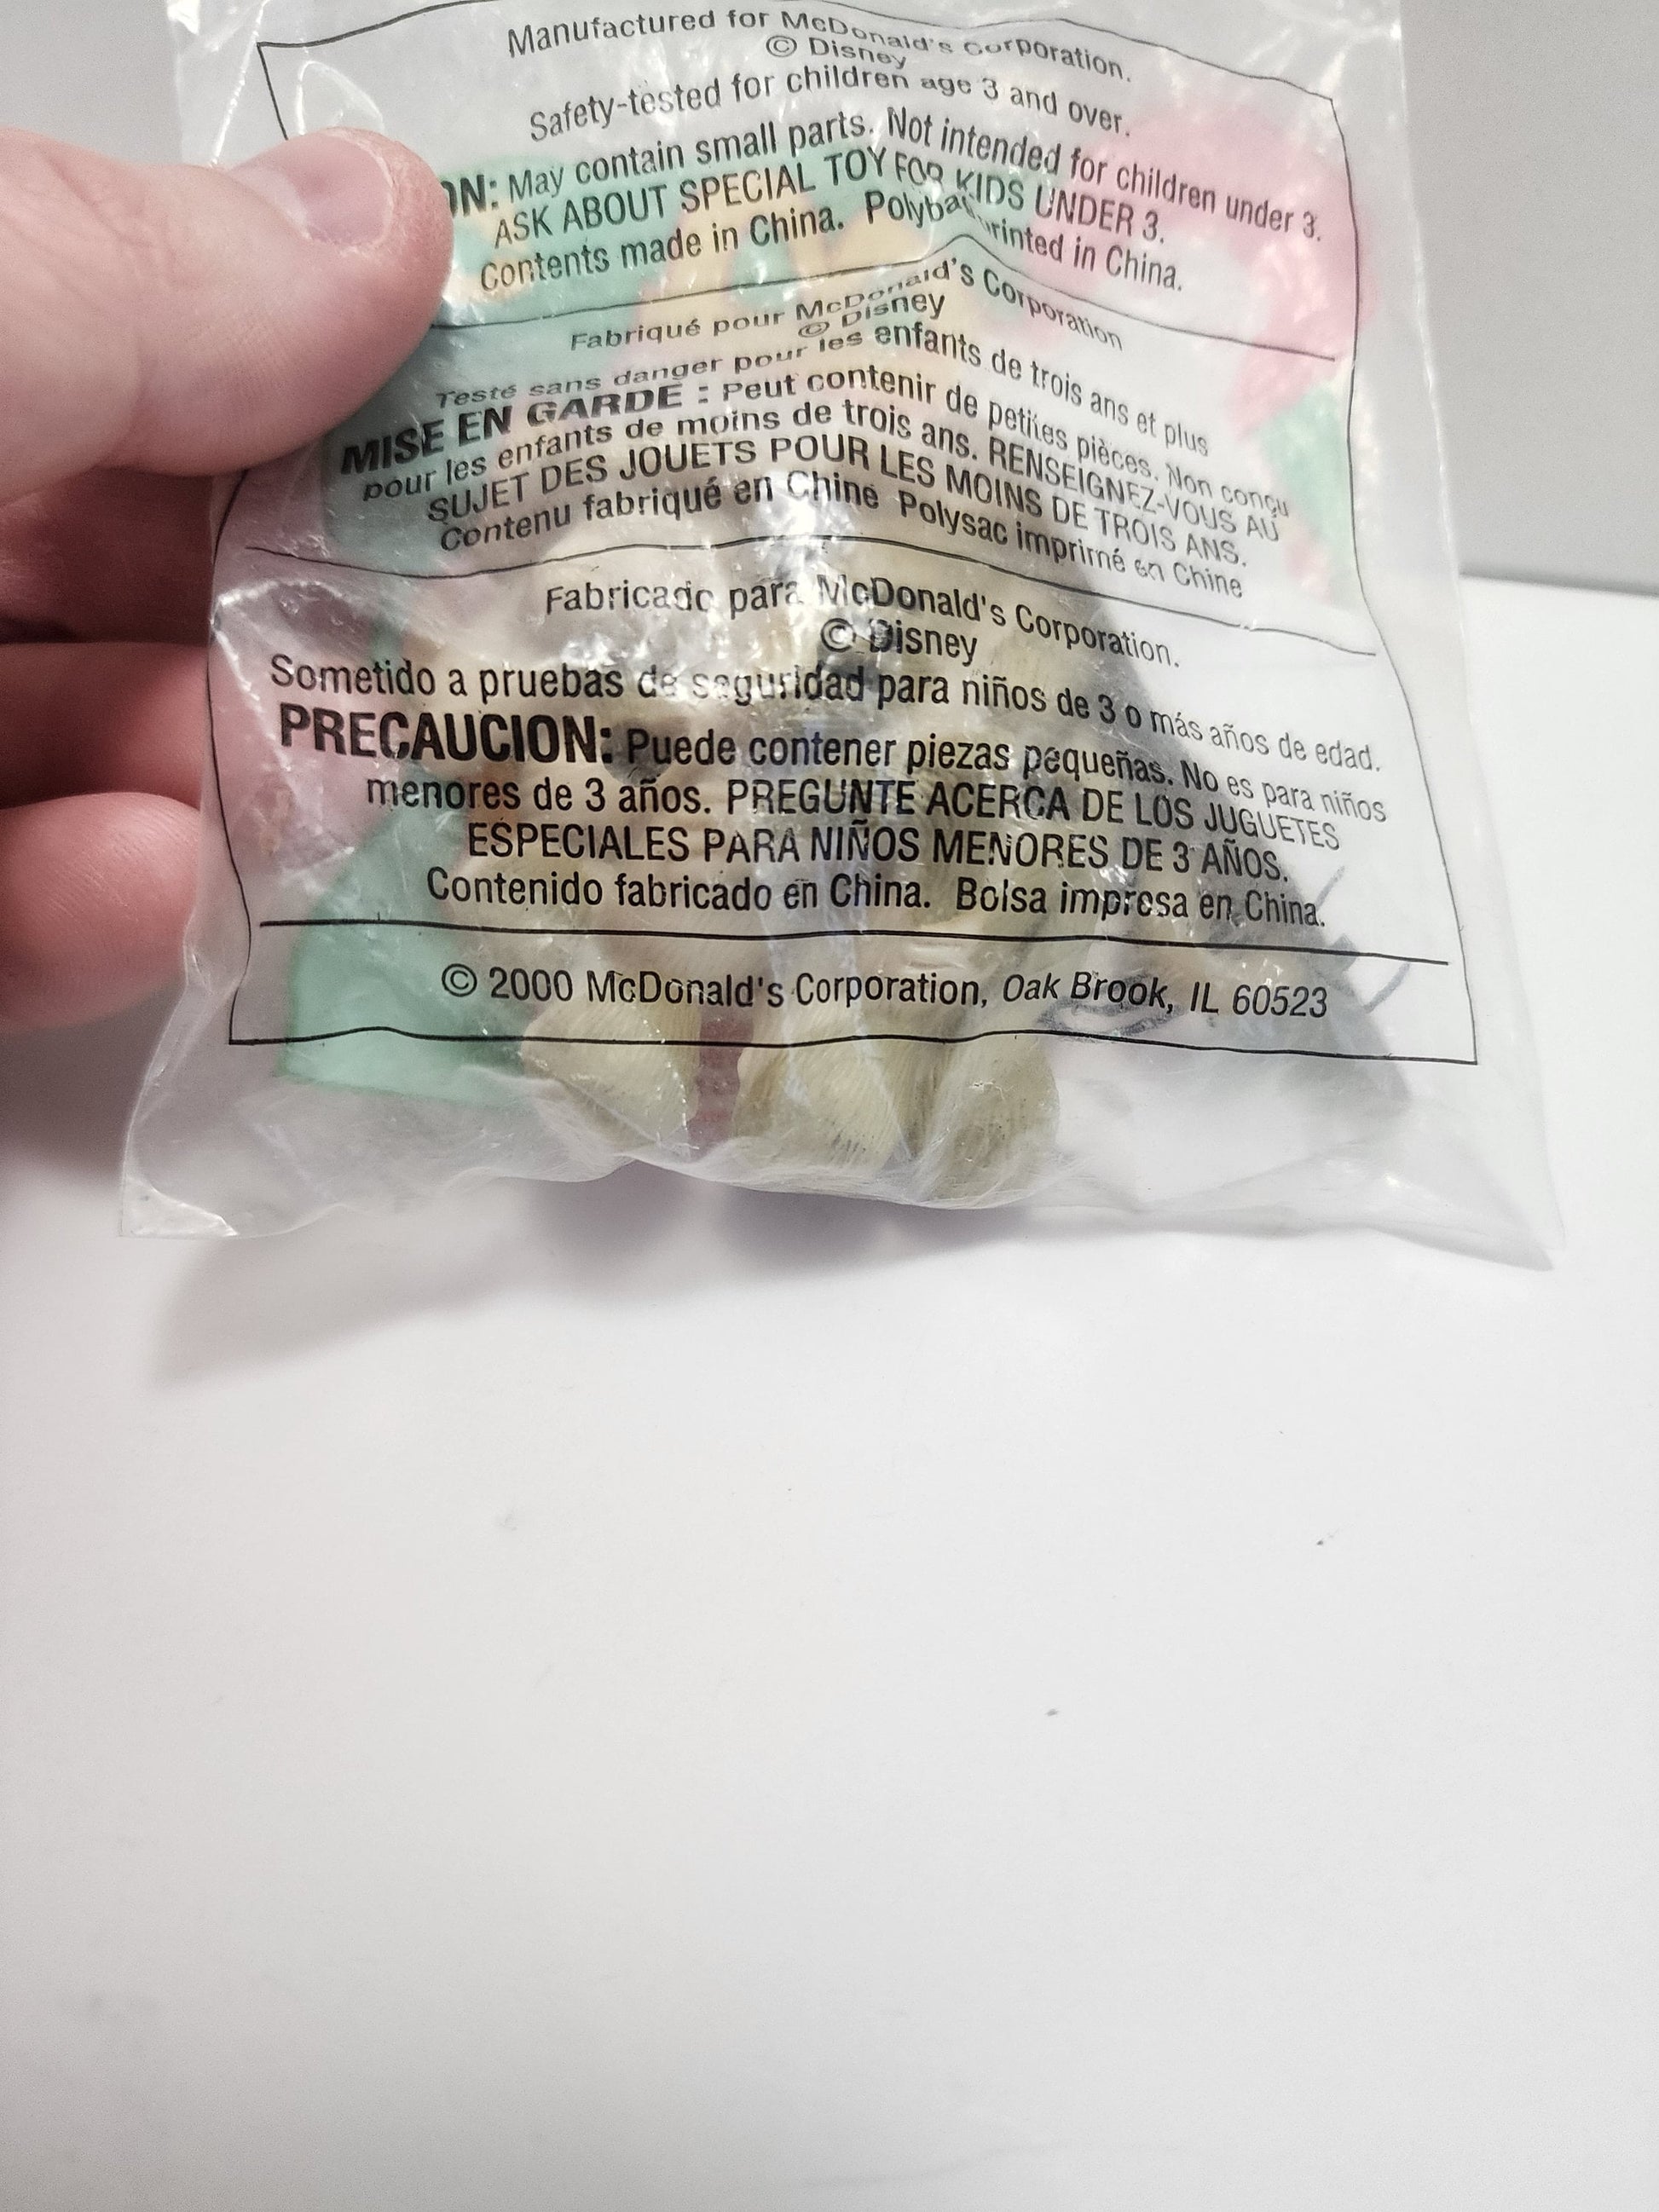 Manufactured for McDonald's Corporation.
© Disney
Safety-tested for children age 3 and over.
ON: May contain small parts. Not intended for children under 3.
ASK ABOUT SPECIAL TOY FOR KIDS UNDER 3.
Contents made in China. Polybag printed in China.
Fabriqué pour McDonald's Corporation
© Disney
Testé sans danger pour les enfants de trois ans et plus
MISE EN GARDE : Peut contenir de petites pièces. Non conçu
pour les enfants de moins de trois ans. RENSEIGNEZ-VOUS AU
SUJET DES JOUETS POUR LES MOINS DE TROIS ANS.
Contenu fabriqué en Chine Polysac imprimé en Chine
Fabricado para McDonald's Corporation.
© Disney
Sometido a pruebas de seguridad para niños de 3 o más años de edad.
PRECAUCION: Puede contener piezas pequeñas. No es para niños
menores de 3 años. PREGUNTE ACERCA DE LOS JUGUETES
ESPECIALES PARA NIÑOS MENORES DE 3 AÑOS.
Contenido fabricado en China. Bolsa impresa en China.
© 2000 McDonald's Corporation, Oak Brook, IL 60523